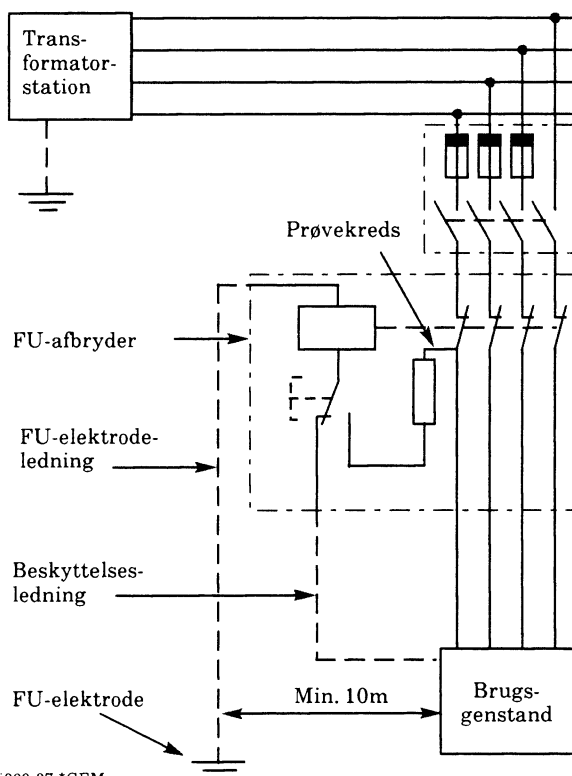 Trans-
formator-
station
Prøvekreds
FU-afbryder
FU-elektrode-
ledning
Beskyttelses-
ledning
FU-elektrode
Min. 10m
Brugs-
genstand